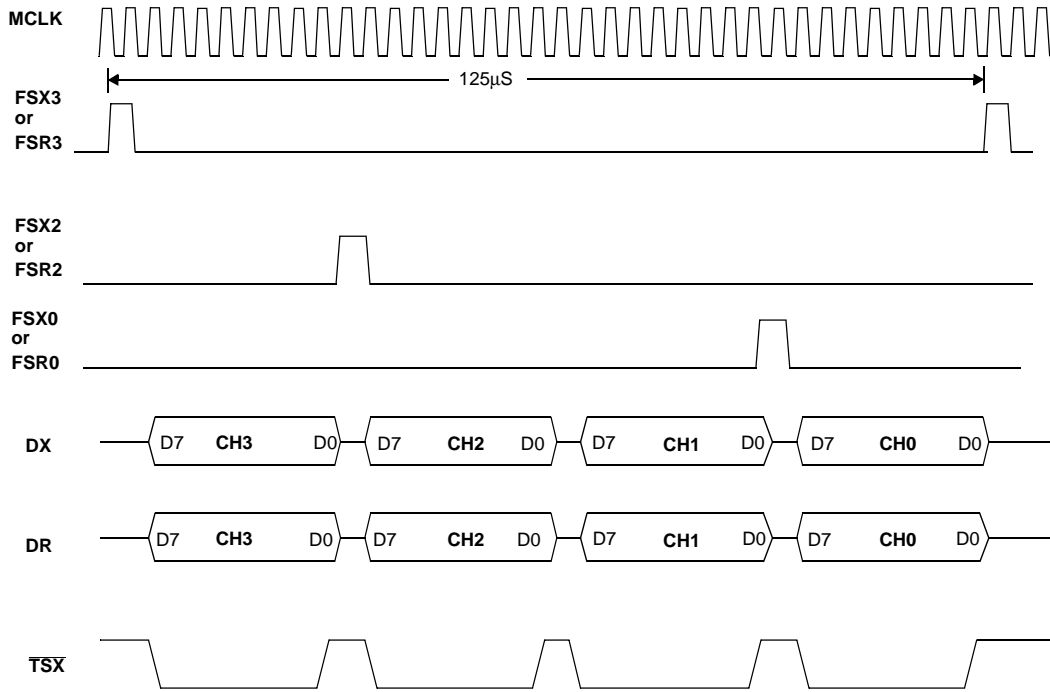 MCLK
125μS
FSX3
or
FSR3
FSX2
or
FSR2
FSX0
or
FSR0
DX
D7 CH3 D0 D7 CH2 D0 D7 CH1 D0 D7 CH0 D0
DR
D7 CH3 D0 D7 CH2 D0 D7 CH1 D0 D7 CH0 D0
TSX